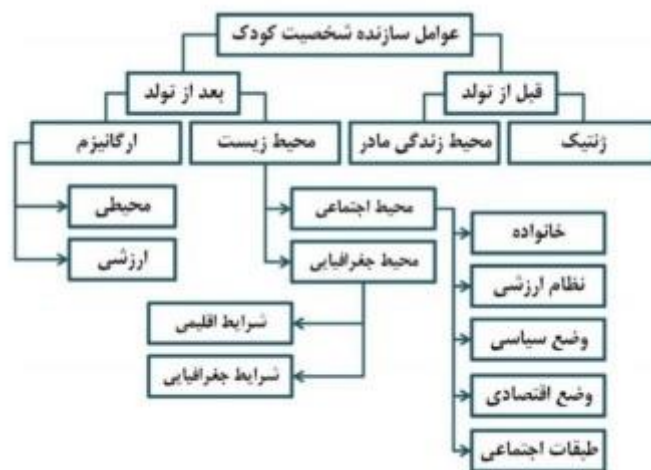 عوامل سازنده شخصیت کودک
قبل از تولد
بعد از تولد
ژنتیک
محیط زندگی مادر
محیط زیست
ارگانیزم
محیط اجتماعی
محیط جغرافیایی
محیطی
ارزشی
خانواده
نظام ارزشی
وضع سیاسی
وضع اقتصادی
طبقات اجتماعی
شرایط اقلیمی
شرایط جغرافیایی